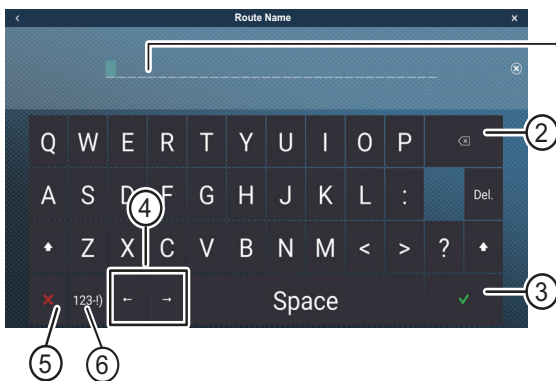 < Route Name ×
Q W E R T Y U I O P ⌫ 2
A S D F G H J K L : Del.
4
Z X C V B N M < > ?
123-!) ← → Space ✓ 3
5 6